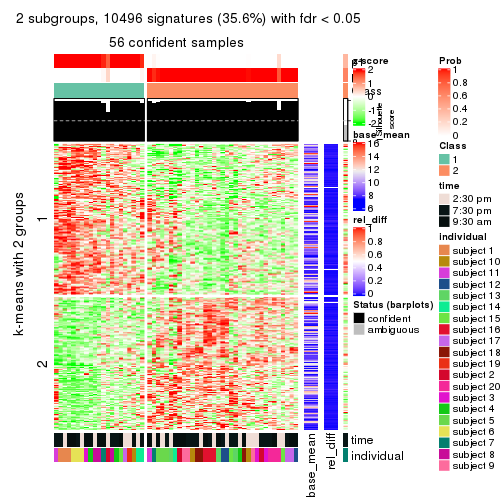 2 subgroups, 10496 signatures (35.6%) with fdr < 0.05
56 confident samples
k-means with 2 groups
1
2
z-score
2
1
0
-1
-2
Silhouette
score
base_mean
16
14
12
10
8
6
rel_diff
1
0.8
0.6
0.4
0.2
0
Status (barplots)
confident
ambiguous
time
individual
base_mean
rel_diff
Prob
1
0.8
0.6
0.4
0.2
0
Class
1
2
time
2:30 pm
7:30 pm
9:30 am
individual
subject 1
subject 10
subject 11
subject 12
subject 13
subject 14
subject 15
subject 16
subject 17
subject 18
subject 19
subject 2
subject 20
subject 3
subject 4
subject 5
subject 6
subject 7
subject 8
subject 9